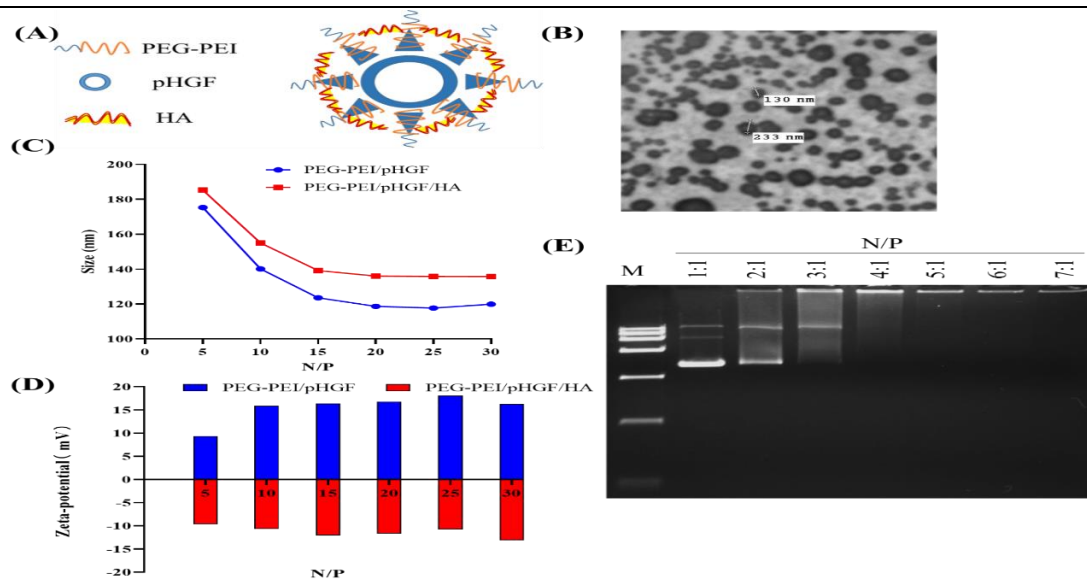 (A)
PEG-PEI
pHGF
HA
(B)
130 nm
233 nm
(C)
PEG-PEI/pHGF
PEG-PEI/pHGF/HA
200
180
160
140
120
100
Size (nm)
0 5 10 15 20 25 30
N/P
(D)
PEG-PEI/pHGF PEG-PEI/pHGF/HA
20
15
10
5
0
-5
-10
-15
-20
Zeta-potential( mV)
5 10 15 20 25 30
N/P
(E)
N/P
M 1:1 2:1 3:1 4:1 5:1 6:1 7:1